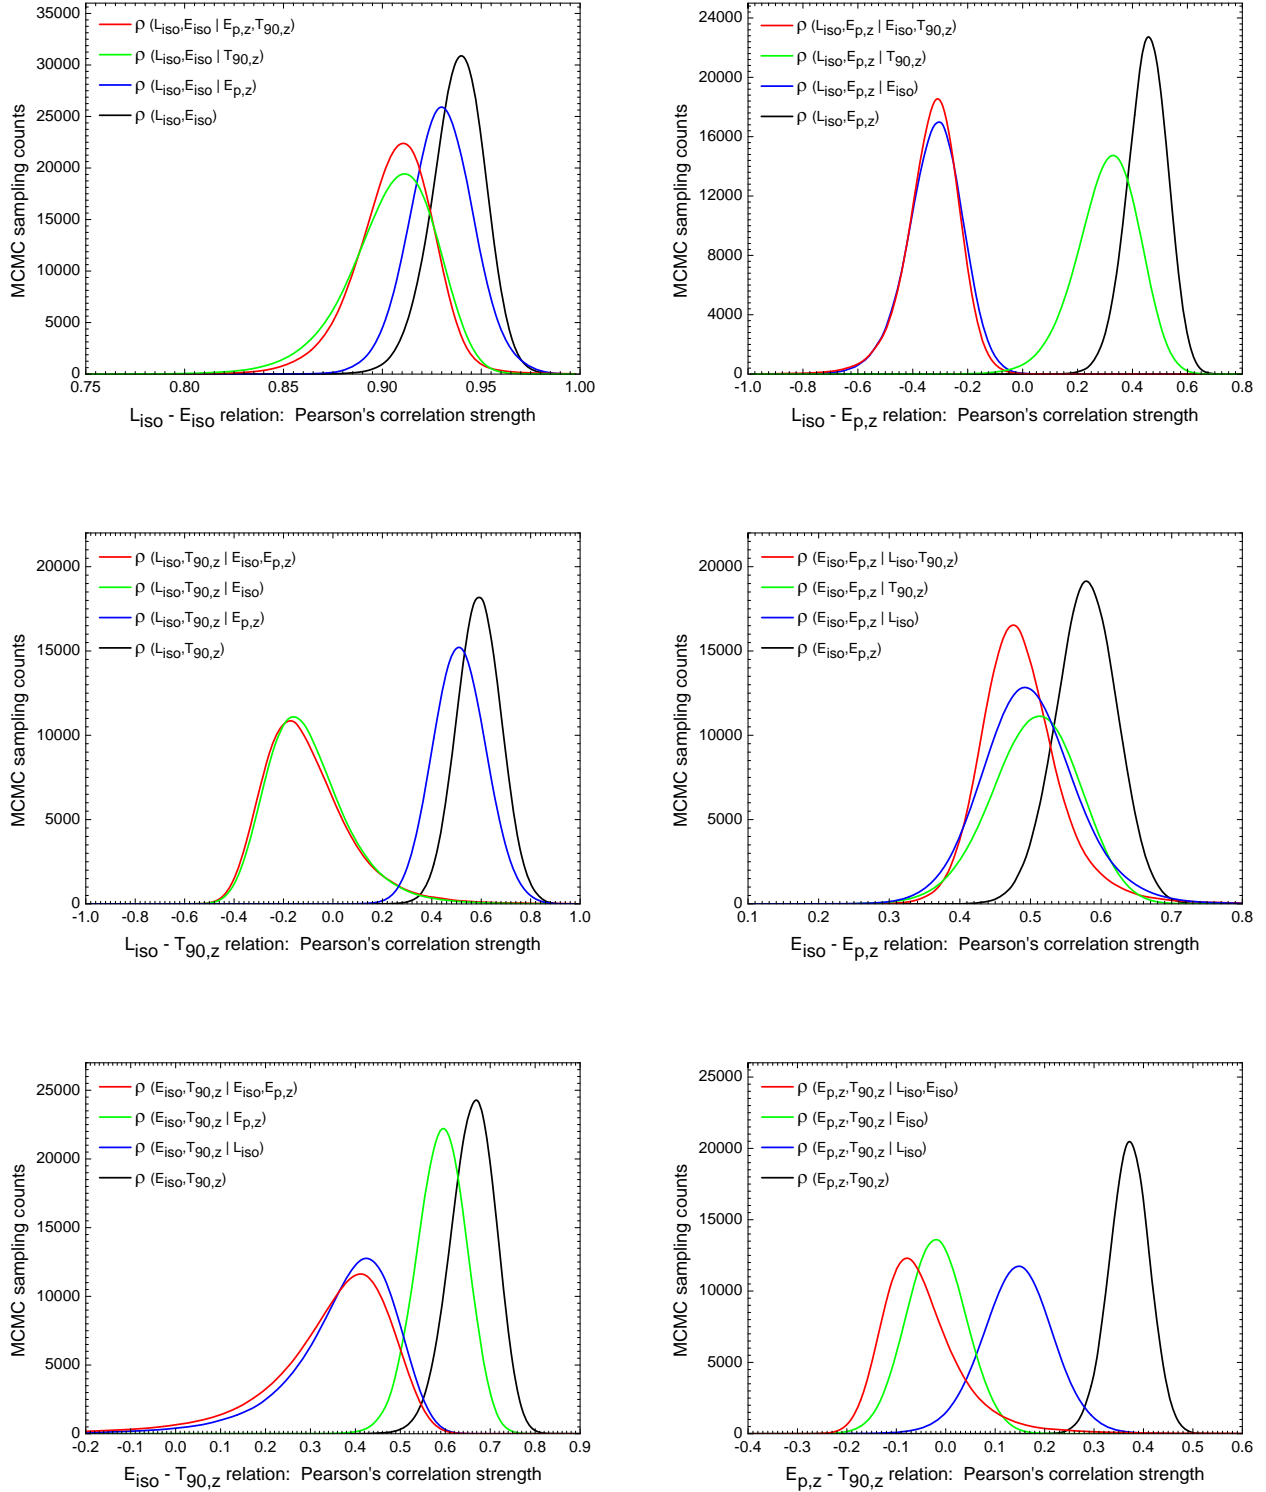 ρ (Liso,Eiso | Ep,z,T90,z)
ρ (Liso,Eiso | T90,z)
ρ (Liso,Eiso | Ep,z)
ρ (Liso,Eiso)
MCMC sampling counts
35000
30000
25000
20000
15000
10000
5000
0
0.75 0.80 0.85 0.90 0.95 1.00
Liso - Eiso relation: Pearson's correlation strength
ρ (Liso,Ep,z | Eiso,T90,z)
ρ (Liso,Ep,z | T90,z)
ρ (Liso,Ep,z | Eiso)
ρ (Liso,Ep,z)
MCMC sampling counts
24000
20000
16000
12000
8000
4000
0
-1.0 -0.8 -0.6 -0.4 -0.2 0.0 0.2 0.4 0.6 0.8
Liso - Ep,z relation: Pearson's correlation strength
ρ (Liso,T90,z | Eiso,Ep,z)
ρ (Liso,T90,z | Eiso)
ρ (Liso,T90,z | Ep,z)
ρ (Liso,T90,z)
MCMC sampling counts
20000
15000
10000
5000
0
-1.0 -0.8 -0.6 -0.4 -0.2 0.0 0.2 0.4 0.6 0.8 1.0
Liso - T90,z relation: Pearson's correlation strength
ρ (Eiso,Ep,z | Liso,T90,z)
ρ (Eiso,Ep,z | T90,z)
ρ (Eiso,Ep,z | Liso)
ρ (Eiso,Ep,z)
MCMC sampling counts
20000
15000
10000
5000
0
0.1 0.2 0.3 0.4 0.5 0.6 0.7 0.8
Eiso - Ep,z relation: Pearson's correlation strength
ρ (Eiso,T90,z | Eiso,Ep,z)
ρ (Eiso,T90,z | Ep,z)
ρ (Eiso,T90,z | Liso)
ρ (Eiso,T90,z)
MCMC sampling counts
25000
20000
15000
10000
5000
0
-0.2 -0.1 0.0 0.1 0.2 0.3 0.4 0.5 0.6 0.7 0.8 0.9
Eiso - T90,z relation: Pearson's correlation strength
ρ (Ep,z,T90,z | Liso,Eiso)
ρ (Ep,z,T90,z | Eiso)
ρ (Ep,z,T90,z | Liso)
ρ (Ep,z,T90,z)
MCMC sampling counts
25000
20000
15000
10000
5000
0
-0.4 -0.3 -0.2 -0.1 0.0 0.1 0.2 0.3 0.4 0.5 0.6
Ep,z - T90,z relation: Pearson's correlation strength